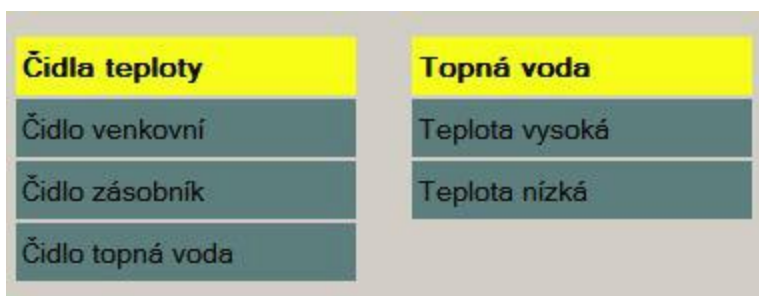 Čidla teploty
Čidlo venkovní
Čidlo zásobník
Čidlo topná voda
Topná voda
Teplota vysoká
Teplota nízká